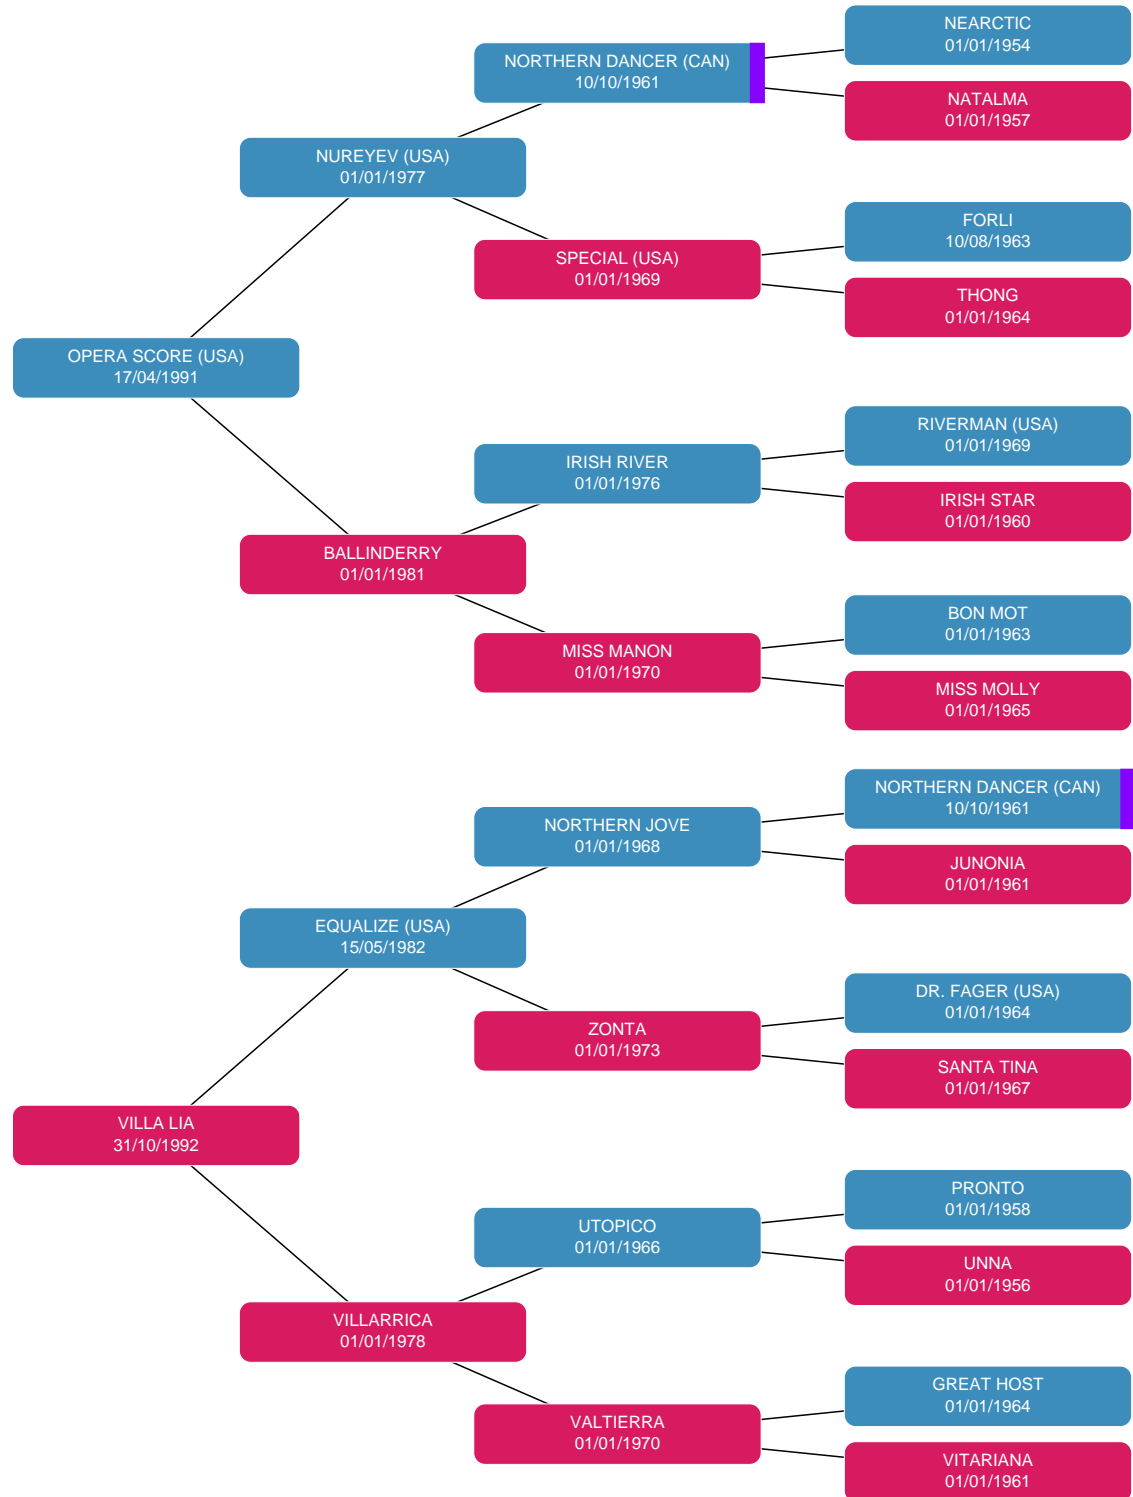 NEARCTIC
01/01/1954
NORTHERN DANCER (CAN)
10/10/1961
NATALMA
01/01/1957
NUREYEV (USA)
01/01/1977
FORLI
10/08/1963
SPECIAL (USA)
01/01/1969
THONG
01/01/1964
OPERA SCORE (USA)
17/04/1991
RIVERMAN (USA)
01/01/1969
IRISH RIVER
01/01/1976
IRISH STAR
01/01/1960
BALLINDERRY
01/01/1981
BON MOT
01/01/1963
MISS MANON
01/01/1970
MISS MOLLY
01/01/1965
NORTHERN DANCER (CAN)
10/10/1961
NORTHERN JOVE
01/01/1968
JUNONIA
01/01/1961
EQUALIZE (USA)
15/05/1982
DR. FAGER (USA)
01/01/1964
ZONTA
01/01/1973
SANTA TINA
01/01/1967
VILLA LIA
31/10/1992
PRONTO
01/01/1958
UTOPICO
01/01/1966
UNNA
01/01/1956
VILLARRICA
01/01/1978
GREAT HOST
01/01/1964
VALTIERRA
01/01/1970
VITARIANA
01/01/1961